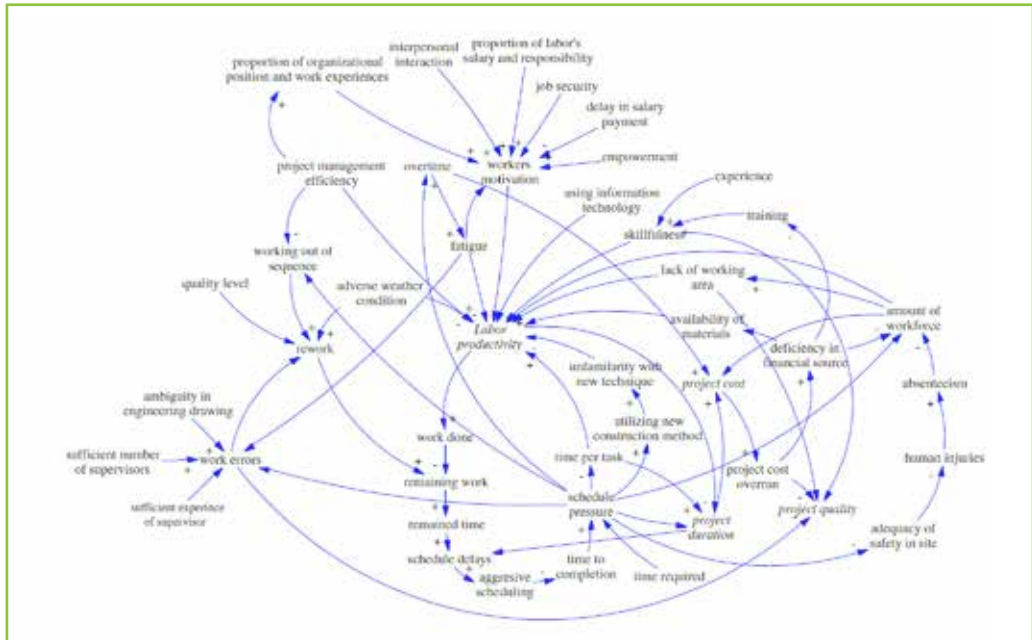 proportion of labor's
salary and responsibility
interpersonal
interaction
proportion of organizational
position and work experiences
job security
delay in salary
payment
empowerment
workers
motivation
overtime
project management
efficiency
using information
technology
experience
training
skillfulness
fatigue
working out of
sequence
quality level
adverse weather
condition
lack of working
area
amount of
workforce
availability of
materials
Labor
productivity
rework
deficiency in
financial source
unfamiliarity with
new technique
project cost
absenteeism
ambiguity in
engineering drawing
utilizing new
construction method
work done
sufficient number
of supervisors
work errors
time per task
project cost
overrun
human injuries
remaining work
sufficient experience
of supervisor
schedule
pressure
project quality
project
duration
remained time
adequacy of
safety in site
schedule delays
time to
completion
time required
aggresive
scheduling